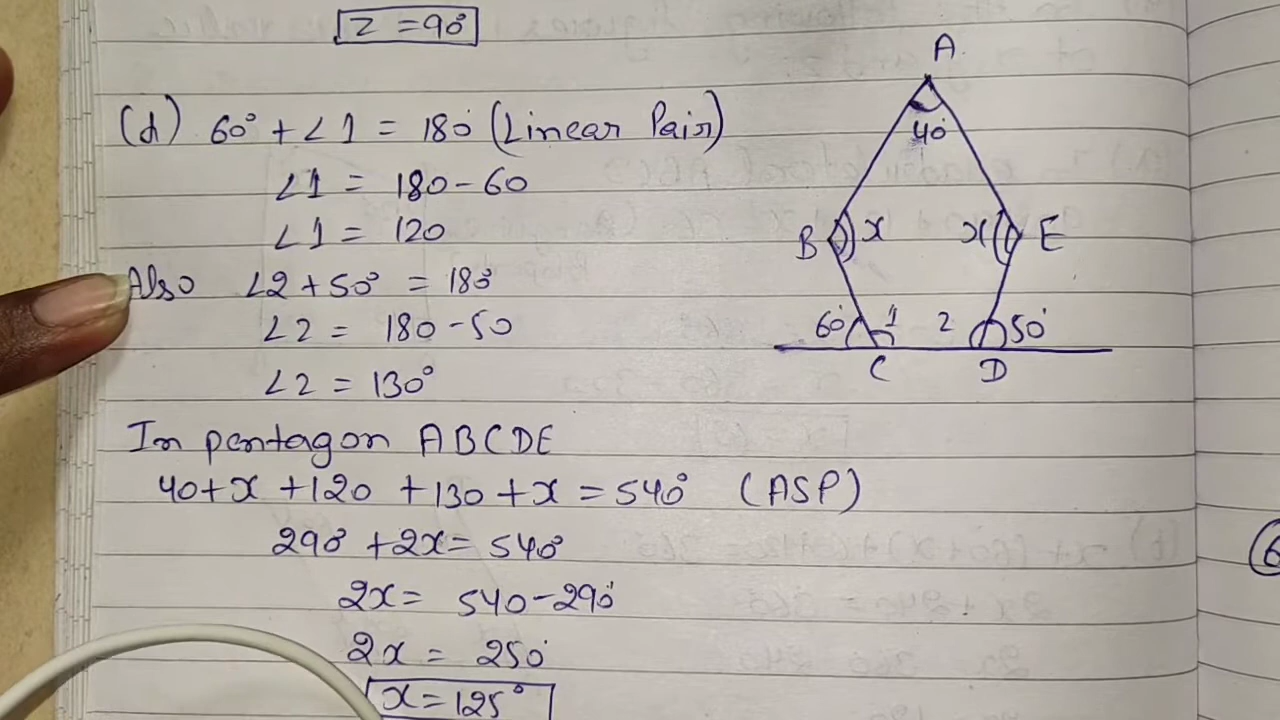 z = 90°
(d) 60° + ∠1 = 180° (Linear Pair)
∠1 = 180 - 60
∠1 = 120
Also ∠2 + 50° = 180°
∠2 = 180 - 50
∠2 = 130°
In pentagon ABCDE
40 + x + 120 + 130 + x = 540° (ASP)
290° + 2x = 540°
2x = 540 - 290°
2x = 250°
x = 125°
A
40°
B x x E
60° 1 2 50°
C D